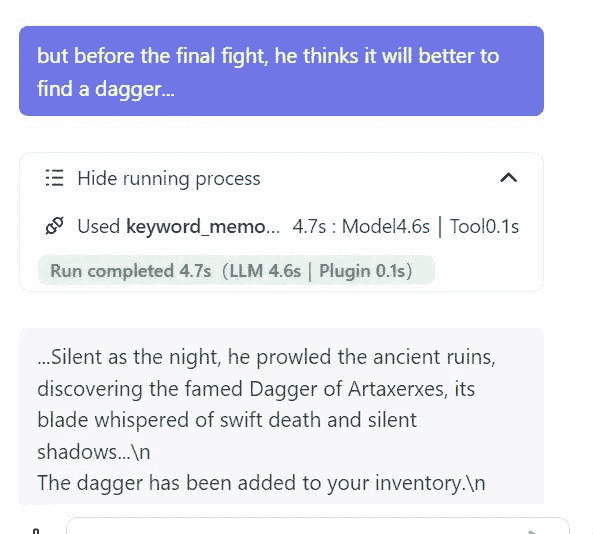 but before the final fight, he thinks it will better to
find a dagger...
Hide running process
Used keyword_memo... 4.7s : Model4.6s | Tool0.1s
Run completed 4.7s (LLM 4.6s | Plugin 0.1s)
...Silent as the night, he prowled the ancient ruins,
discovering the famed Dagger of Artaxerxes, its
blade whispered of swift death and silent
shadows...\n
The dagger has been added to your inventory.\n